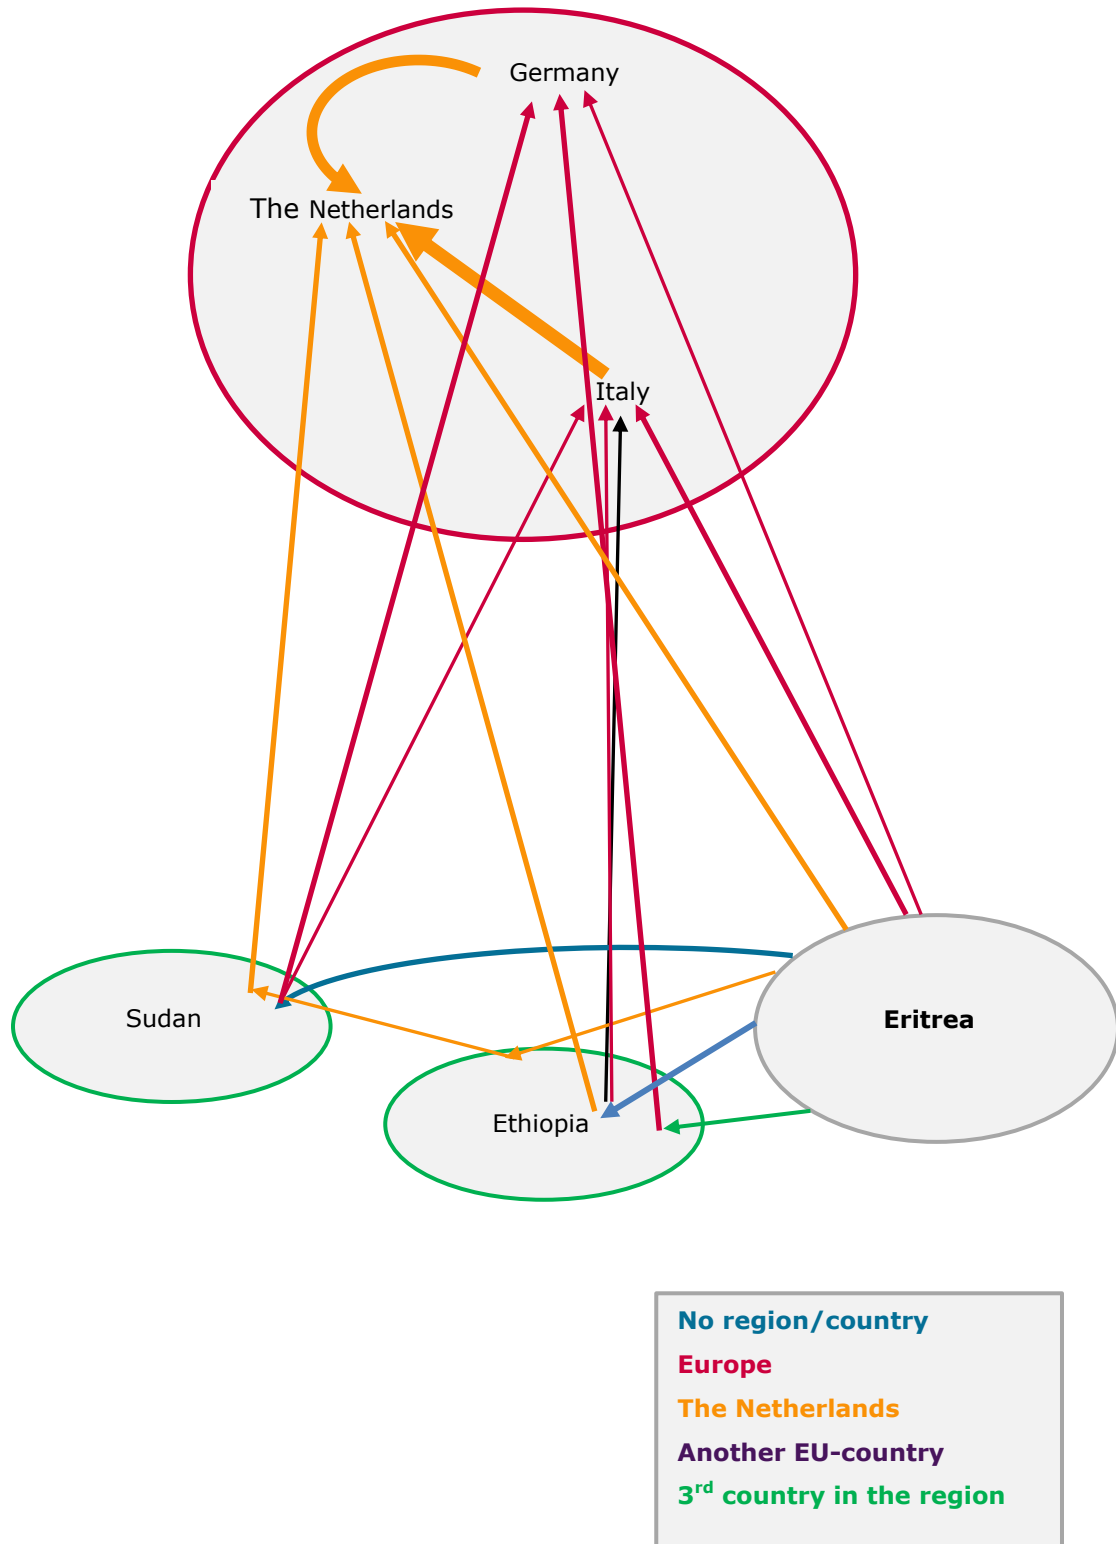 Germany
The Netherlands
Italy
Sudan
Eritrea
Ethiopia
No region/country
Europe
The Netherlands
Another EU-country
3rd country in the region